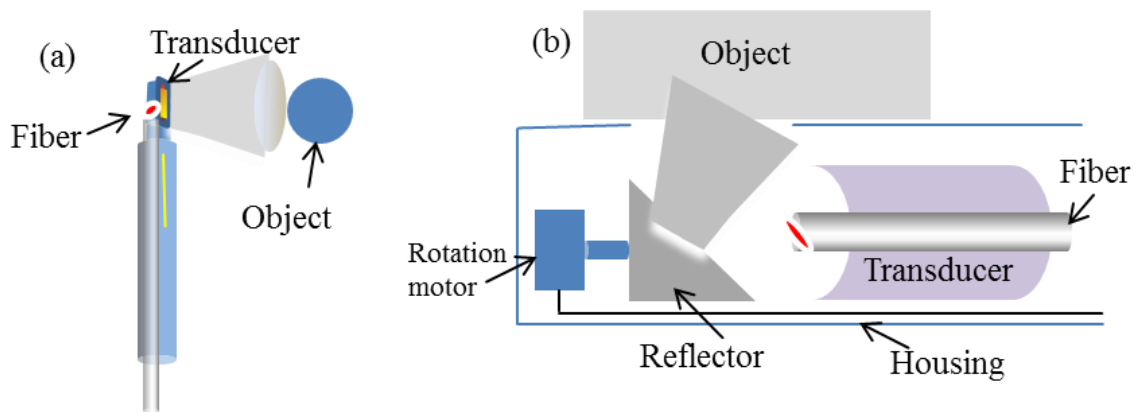 (a)
Transducer
Fiber
Object
(b)
Object
Fiber
Rotation
motor
Transducer
Reflector
Housing